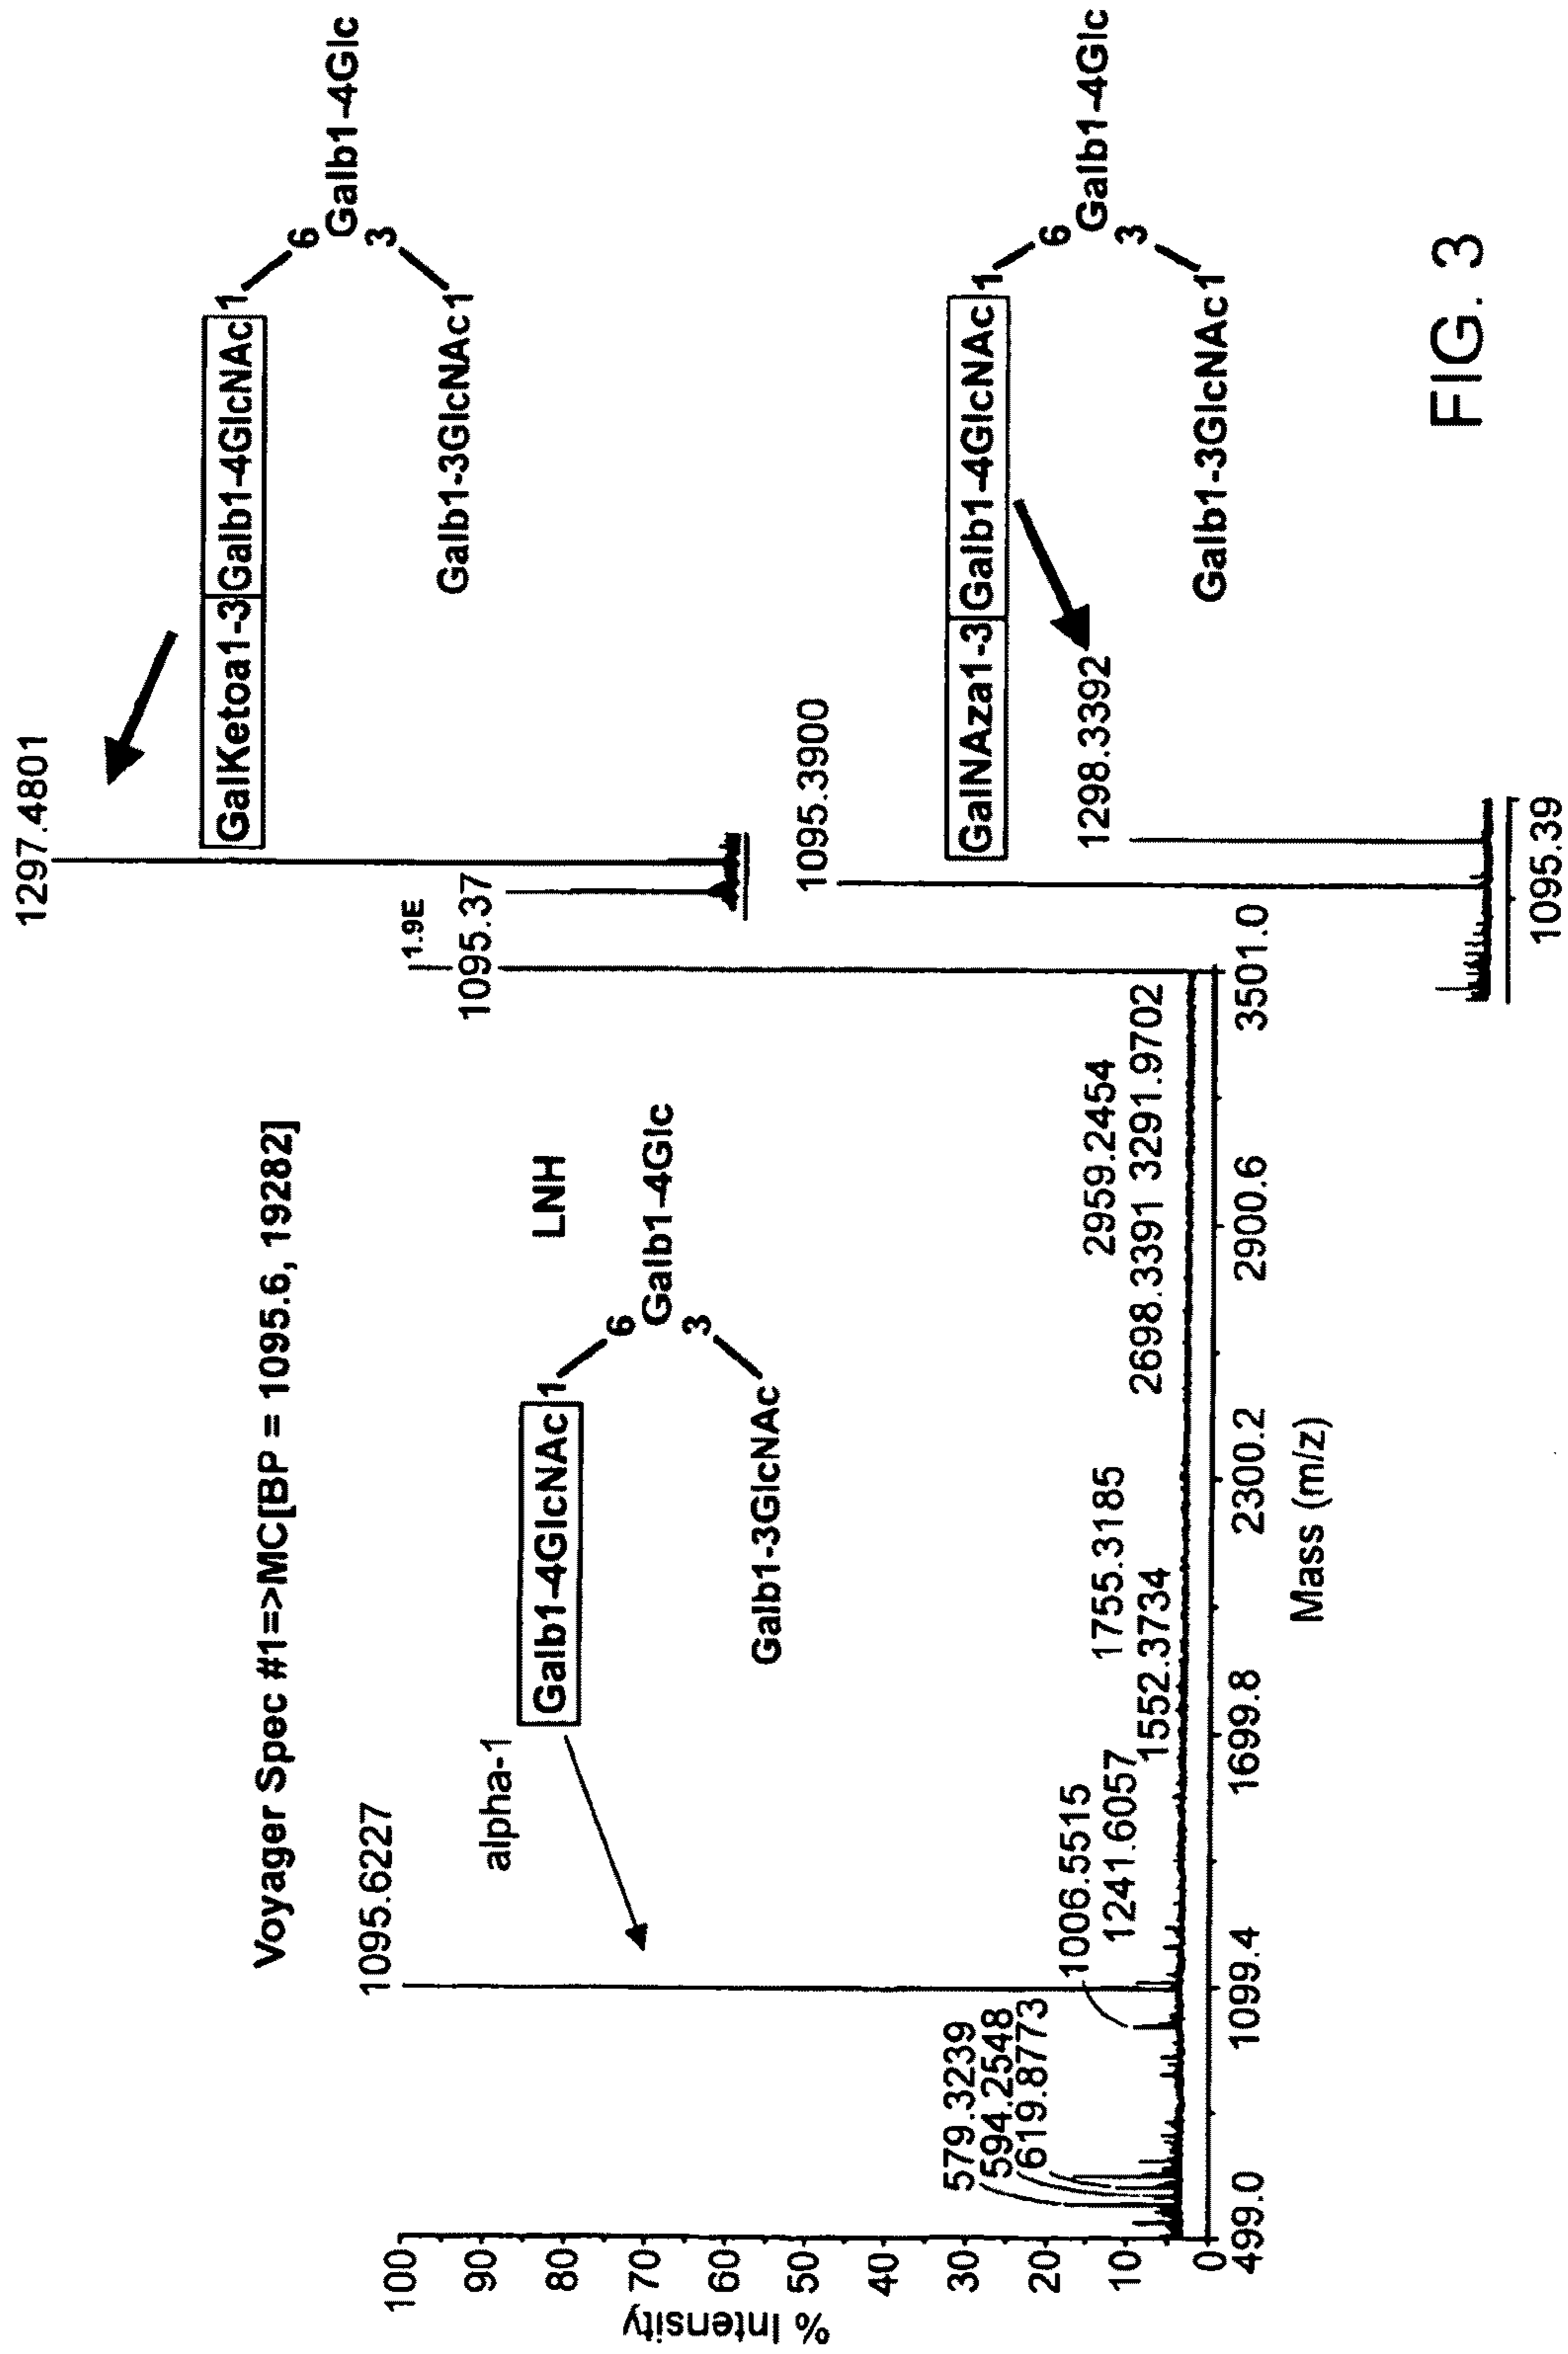 Voyager Spec #1=>MC[BP = 1095.6, 19282]
1095.6227
alpha-1
Galb1-4GlcNAc 1
6
Galb1-4Glc
3
Galb1-3GlcNAc
LNH
% Intensity
100
90
80
70
60
50
40
30
20
10
0
579.3239
594.2548
619.8773
1006.5515
1241.6057
1552.3734
1755.3185
2959.2454
2698.3391 3291.9702
499.0
1099.4
1699.8
2300.2
2900.6
3501.0
Mass (m/z)
1.9E
1297.4801
1095.37
GalKetoa1-3 Galb1-4GlcNAc 1
6
Galb1-4Glc
3
Galb1-3GlcNAc1
1095.3900
GalNAza1-3 Galb1-4GlcNAc 1
6
Galb1-4Glc
3
Galb1-3GlcNAc1
1298.3392
1095.39
FIG. 3